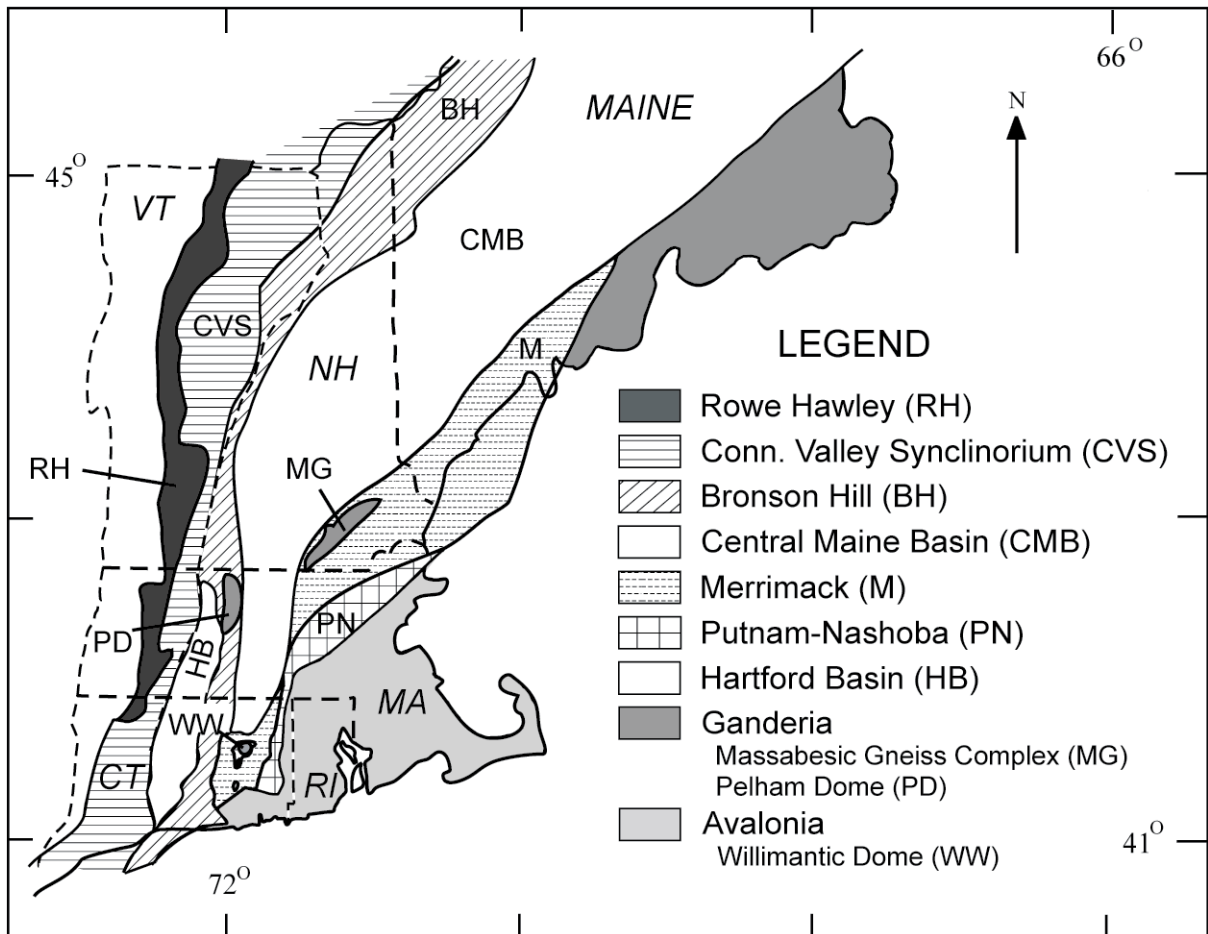 66°
N
BH
MAINE
45°
VT
CMB
CVS
M
NH
LEGEND
Rowe Hawley (RH)
Conn. Valley Synclinorium (CVS)
RH
MG
Bronson Hill (BH)
Central Maine Basin (CMB)
Merrimack (M)
PN
Putnam-Nashoba (PN)
PD
HB
Hartford Basin (HB)
MA
WW
Ganderia
Massabesic Gneiss Complex (MG)
CT
RI
Pelham Dome (PD)
Avalonia
41°
Willimantic Dome (WW)
72°